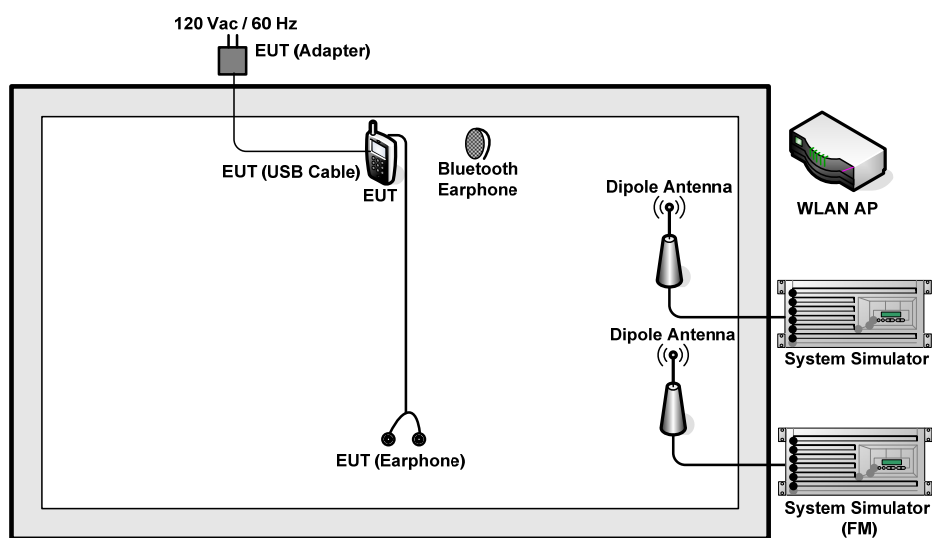 120 Vac / 60 Hz
EUT (Adapter)
EUT (USB Cable)
EUT
Bluetooth
Earphone
Dipole Antenna
WLAN AP
System Simulator
Dipole Antenna
EUT (Earphone)
System Simulator
(FM)